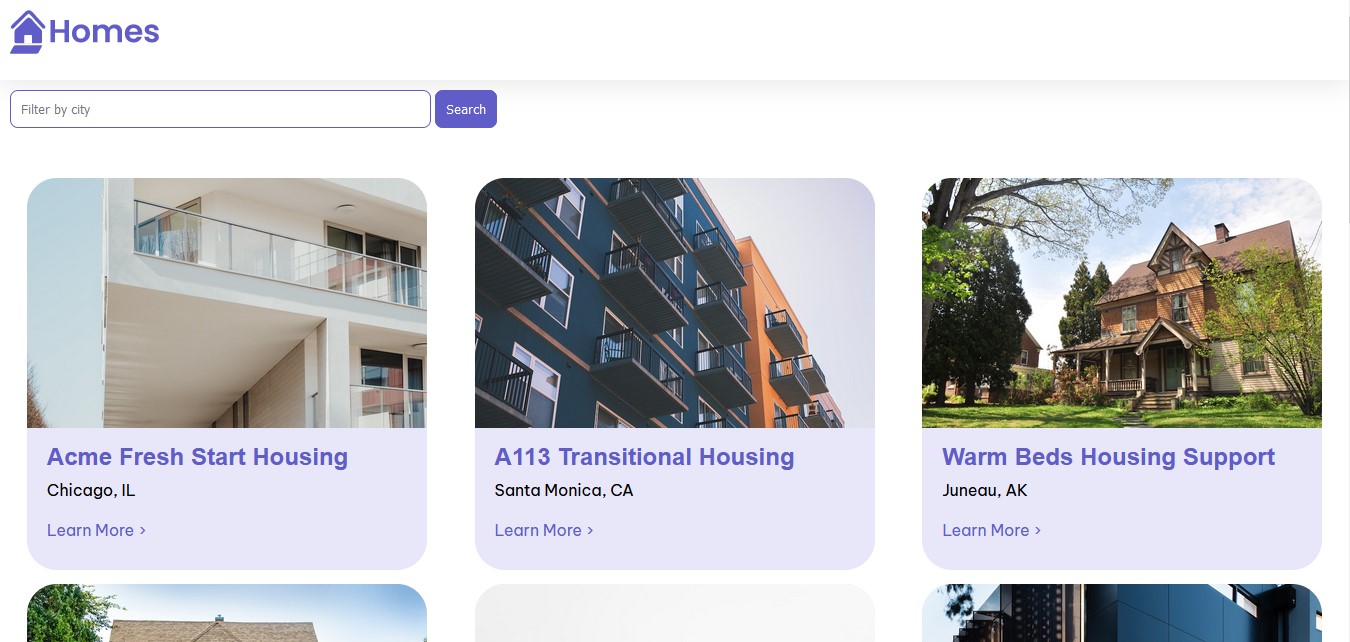 Homes
Filter by city
Search
Acme Fresh Start Housing
Chicago, IL
Learn More >
A113 Transitional Housing
Santa Monica, CA
Learn More >
Warm Beds Housing Support
Juneau, AK
Learn More >